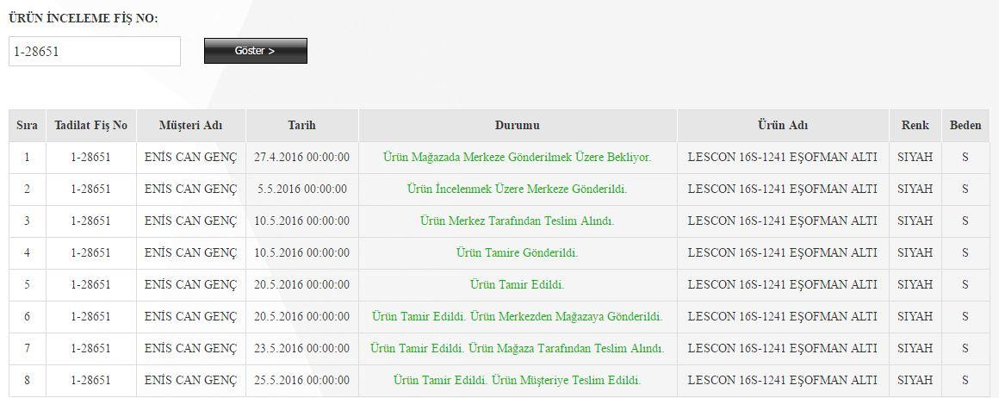 ÜRÜN İNCELEME FİŞ NO:
1-28651 Göster >
Sıra Tadilat Fiş No Müşteri Adı Tarih Durumu Ürün Adı Renk Beden
1 1-28651 ENİS CAN GENÇ 27.4.2016 00:00:00 Ürün Mağazada Merkeze Gönderilmek Üzere Bekliyor. LESCON 16S-1241 EŞOFMAN ALTI SIYAH S
2 1-28651 ENİS CAN GENÇ 5.5.2016 00:00:00 Ürün İncelenmek Üzere Merkeze Gönderildi. LESCON 16S-1241 EŞOFMAN ALTI SIYAH S
3 1-28651 ENİS CAN GENÇ 10.5.2016 00:00:00 Ürün Merkez Tarafından Teslim Alındı. LESCON 16S-1241 EŞOFMAN ALTI SIYAH S
4 1-28651 ENİS CAN GENÇ 10.5.2016 00:00:00 Ürün Tamire Gönderildi. LESCON 16S-1241 EŞOFMAN ALTI SIYAH S
5 1-28651 ENİS CAN GENÇ 20.5.2016 00:00:00 Ürün Tamir Edildi. LESCON 16S-1241 EŞOFMAN ALTI SIYAH S
6 1-28651 ENİS CAN GENÇ 20.5.2016 00:00:00 Ürün Tamir Edildi. Ürün Merkezden Mağazaya Gönderildi. LESCON 16S-1241 EŞOFMAN ALTI SIYAH S
7 1-28651 ENİS CAN GENÇ 23.5.2016 00:00:00 Ürün Tamir Edildi. Ürün Mağaza Tarafından Teslim Alındı. LESCON 16S-1241 EŞOFMAN ALTI SIYAH S
8 1-28651 ENİS CAN GENÇ 25.5.2016 00:00:00 Ürün Tamir Edildi. Ürün Müşteriye Teslim Edildi. LESCON 16S-1241 EŞOFMAN ALTI SIYAH S